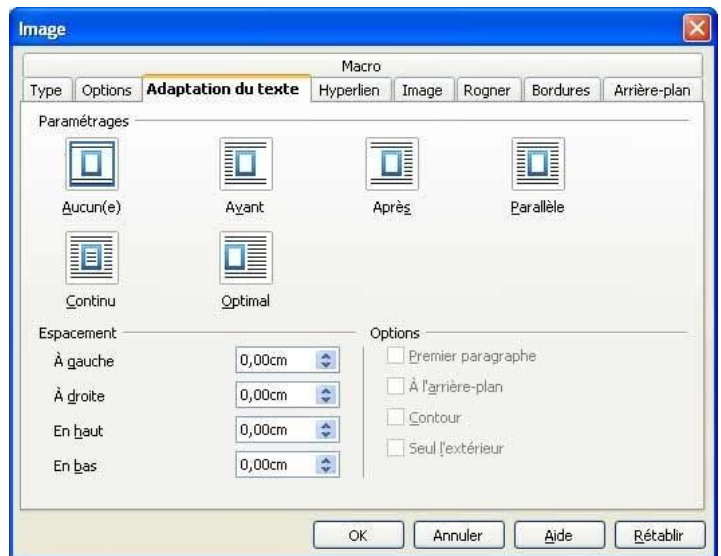 Image
Macro
Type Options Adaptation du texte Hyperlien Image Rogner Bordures Arrière-plan
Paramétrages
Aucun(e) Avant Après Parallèle
Continu Optimal
Espacement Options
À gauche 0,00cm Premier paragraphe
À droite 0,00cm À l'arrière-plan
En haut 0,00cm Contour
En bas 0,00cm Seul l'extérieur
OK Annuler Aide Rétablir